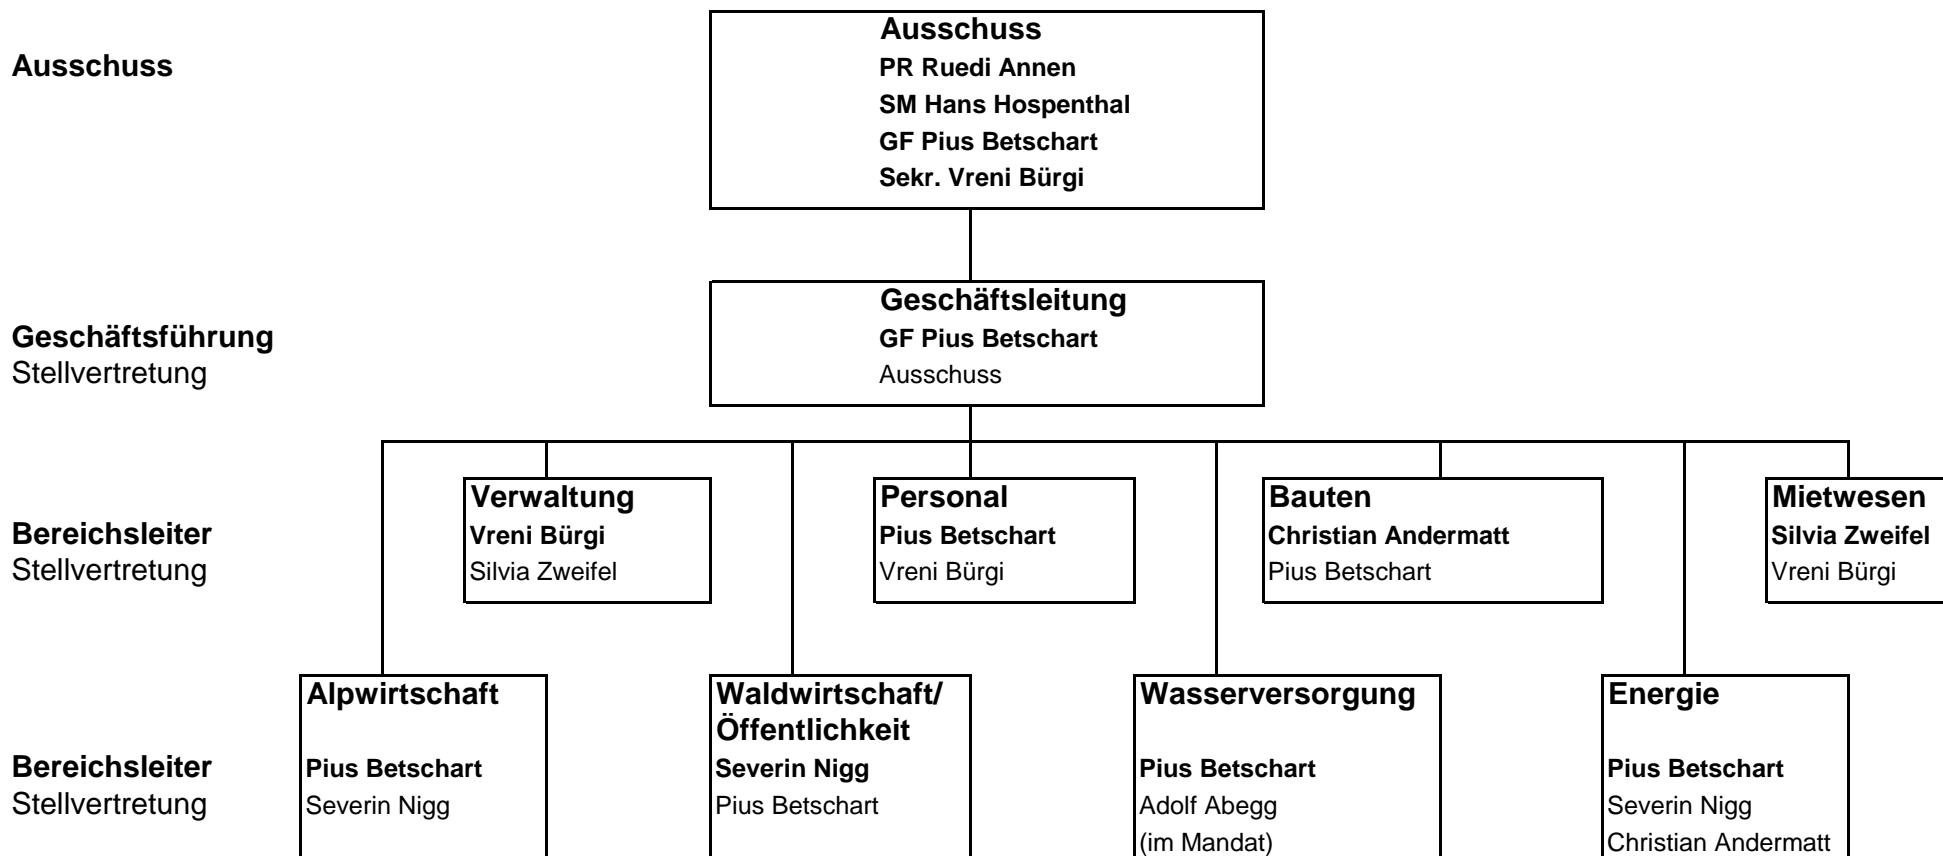 Ausschuss
Ausschuss
PR Ruedi Annen
SM Hans Hospenthal
GF Pius Betschart
Sekr. Vreni Bürgi
Geschäftsleitung
Geschäftsführung
GF Pius Betschart
Stellvertretung
Ausschuss
Verwaltung
Personal
Bauten
Mietwesen
Bereichsleiter
Vreni Bürgi
Pius Betschart
Christian Andermatt
Silvia Zweifel
Stellvertretung
Silvia Zweifel
Vreni Bürgi
Pius Betschart
Vreni Bürgi
Alpwirtschaft
Waldwirtschaft/
Öffentlichkeit
Wasserversorgung
Energie
Bereichsleiter
Pius Betschart
Severin Nigg
Pius Betschart
Pius Betschart
Stellvertretung
Severin Nigg
Pius Betschart
Adolf Abegg
(im Mandat)
Severin Nigg
Christian Andermatt